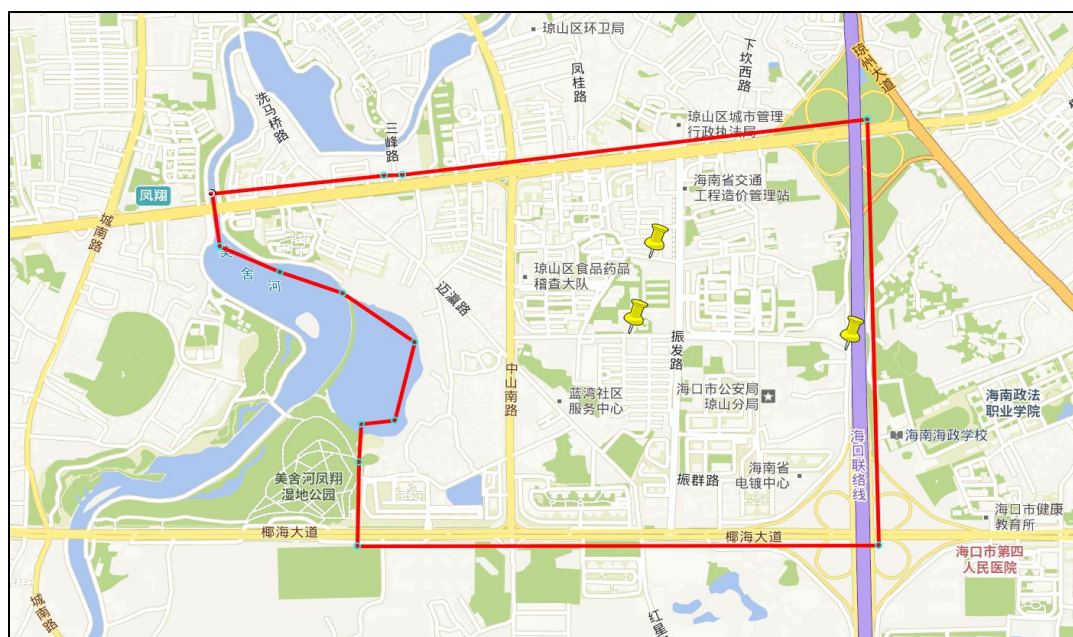 琼山区环卫局
下坎西路
琼州大道
凤桂路
洗马桥路
三峰路
琼山区城市管理
行政执法局
海南省交通
工程造价管理站
凤翔
城南路
美舍河
琼山区食品药品
稽查大队
迈瀛路
振发路
中山南路
蓝湾社区
服务中心
海口市公安局
琼山分局
海南政法
职业学院
海南海政学校
海口联络线
美舍河凤翔
湿地公园
振群路
海南省
电镀中心
椰海大道
椰海大道
海口市健康
教育所
海口市第四
人民医院
城南路
红星